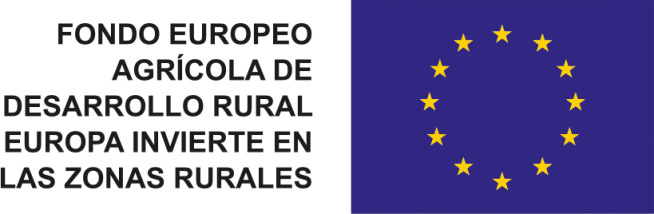 FONDO EUROPEO
AGRÍCOLA DE
DESARROLLO RURAL
EUROPA INVIERTE EN
LAS ZONAS RURALES